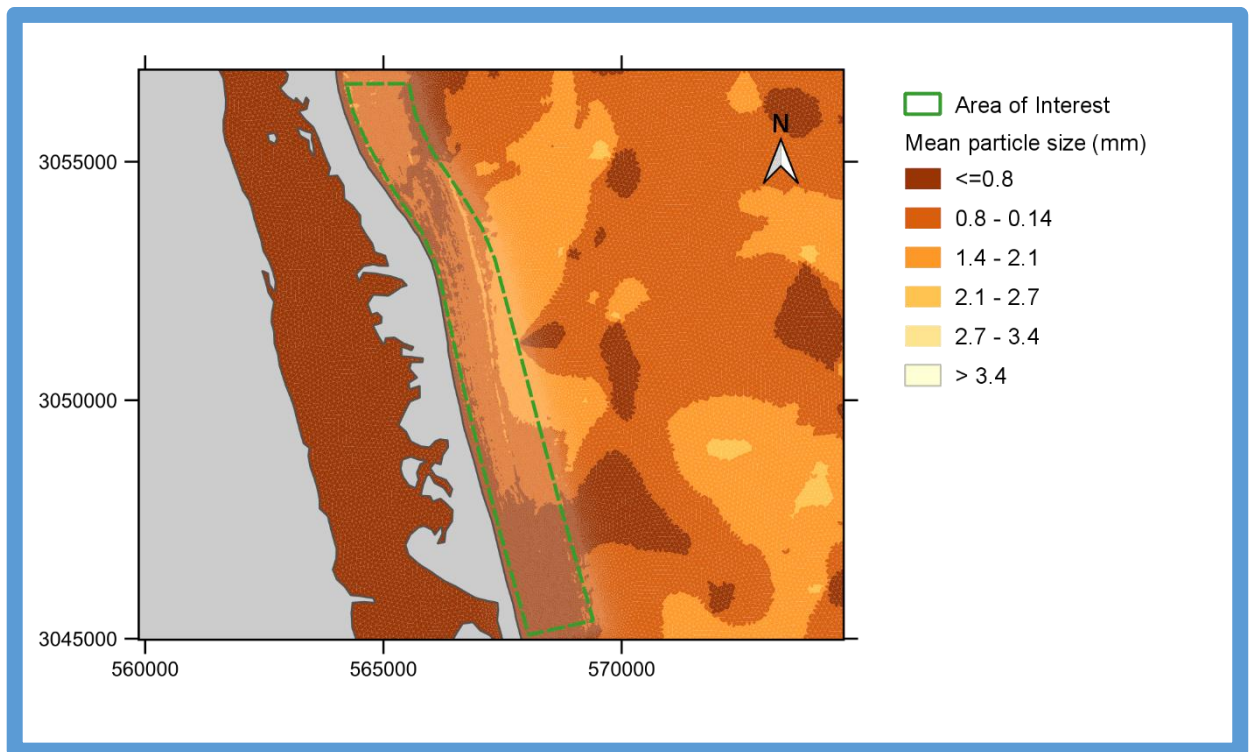 N
3055000
3050000
3045000
560000
565000
570000
Area of Interest
Mean particle size (mm)
<=0.8
0.8 - 0.14
1.4 - 2.1
2.1 - 2.7
2.7 - 3.4
> 3.4